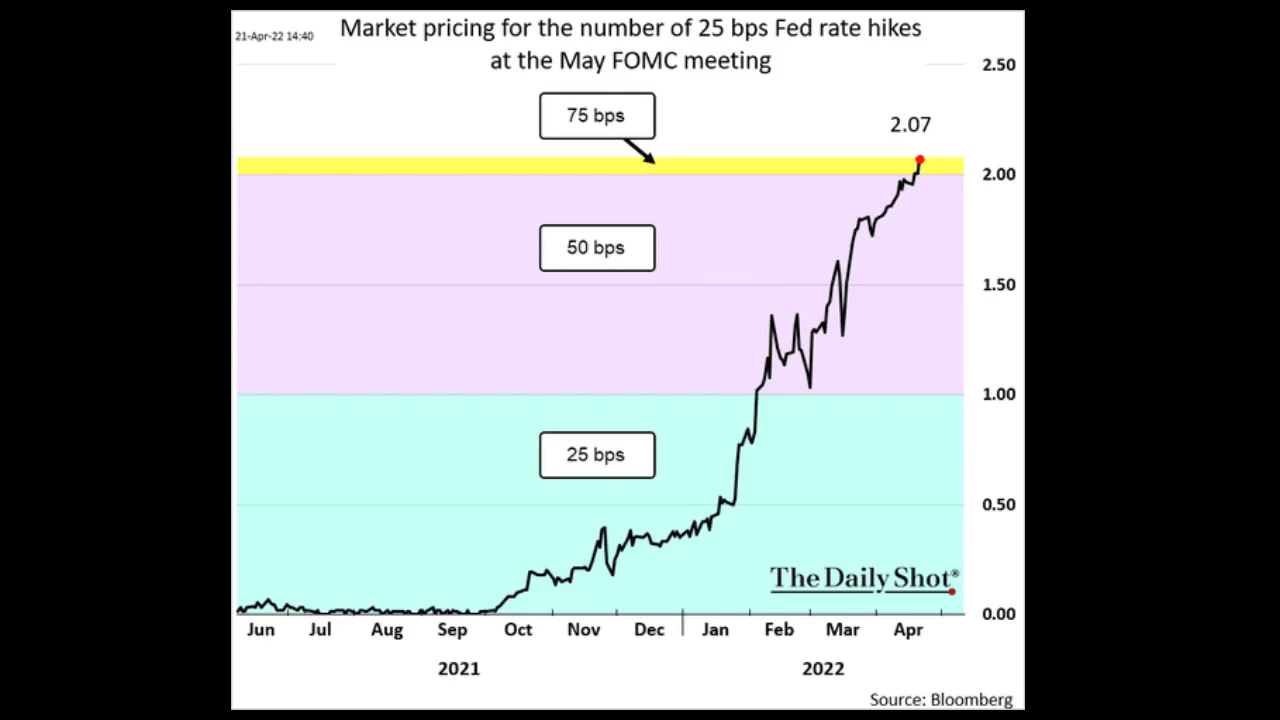 21-Apr-22 14:40
Market pricing for the number of 25 bps Fed rate hikes
at the May FOMC meeting
2.50
75 bps
2.07
2.00
50 bps
1.50
1.00
25 bps
0.50
The Daily Shot®
0.00
Jun Jul Aug Sep Oct Nov Dec Jan Feb Mar Apr
2021 2022
Source: Bloomberg